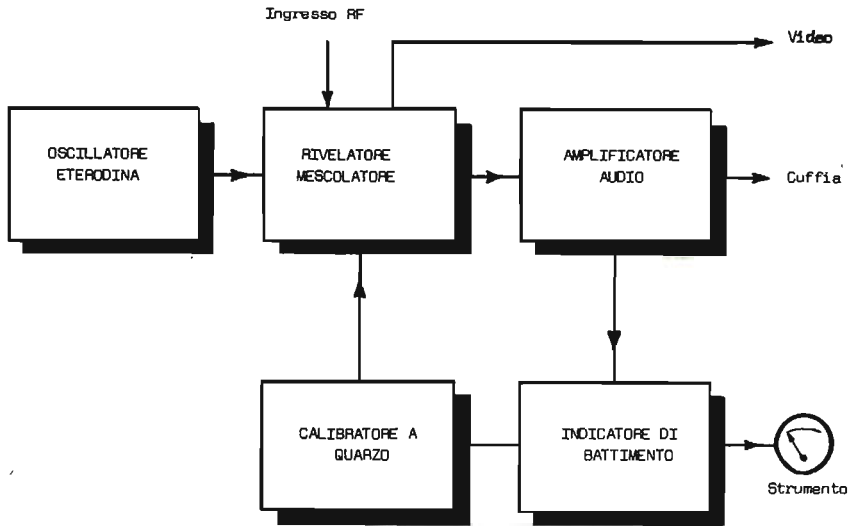 Ingresso RF
Video
OSCILLATORE
ETERODINA
RIVELATORE
MESCOLATORE
AMPLIFICATORE
AUDIO
Cuffia
CALIBRATORE A
QUARZO
INDICATORE DI
BATTIMENTO
Strumento